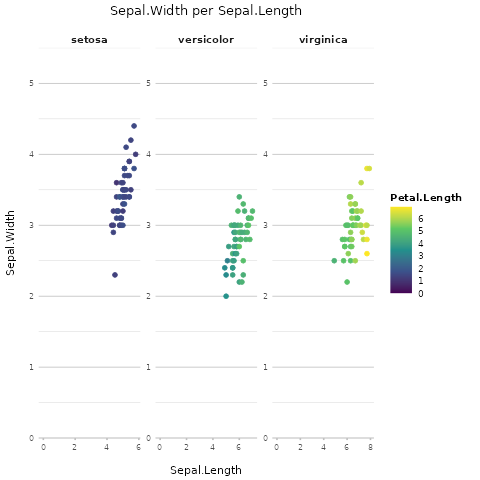 Sepal.Width per Sepal.Length
setosa versicolor virginica
5 5 5
4 4 4
Petal.Length
6
5
4
3
2
1
0
Sepal.Width
3 3 3
2 2 2
1 1 1
0 0 0
0 2 4 6 0 2 4 6 0 2 4 6 8
Sepal.Length